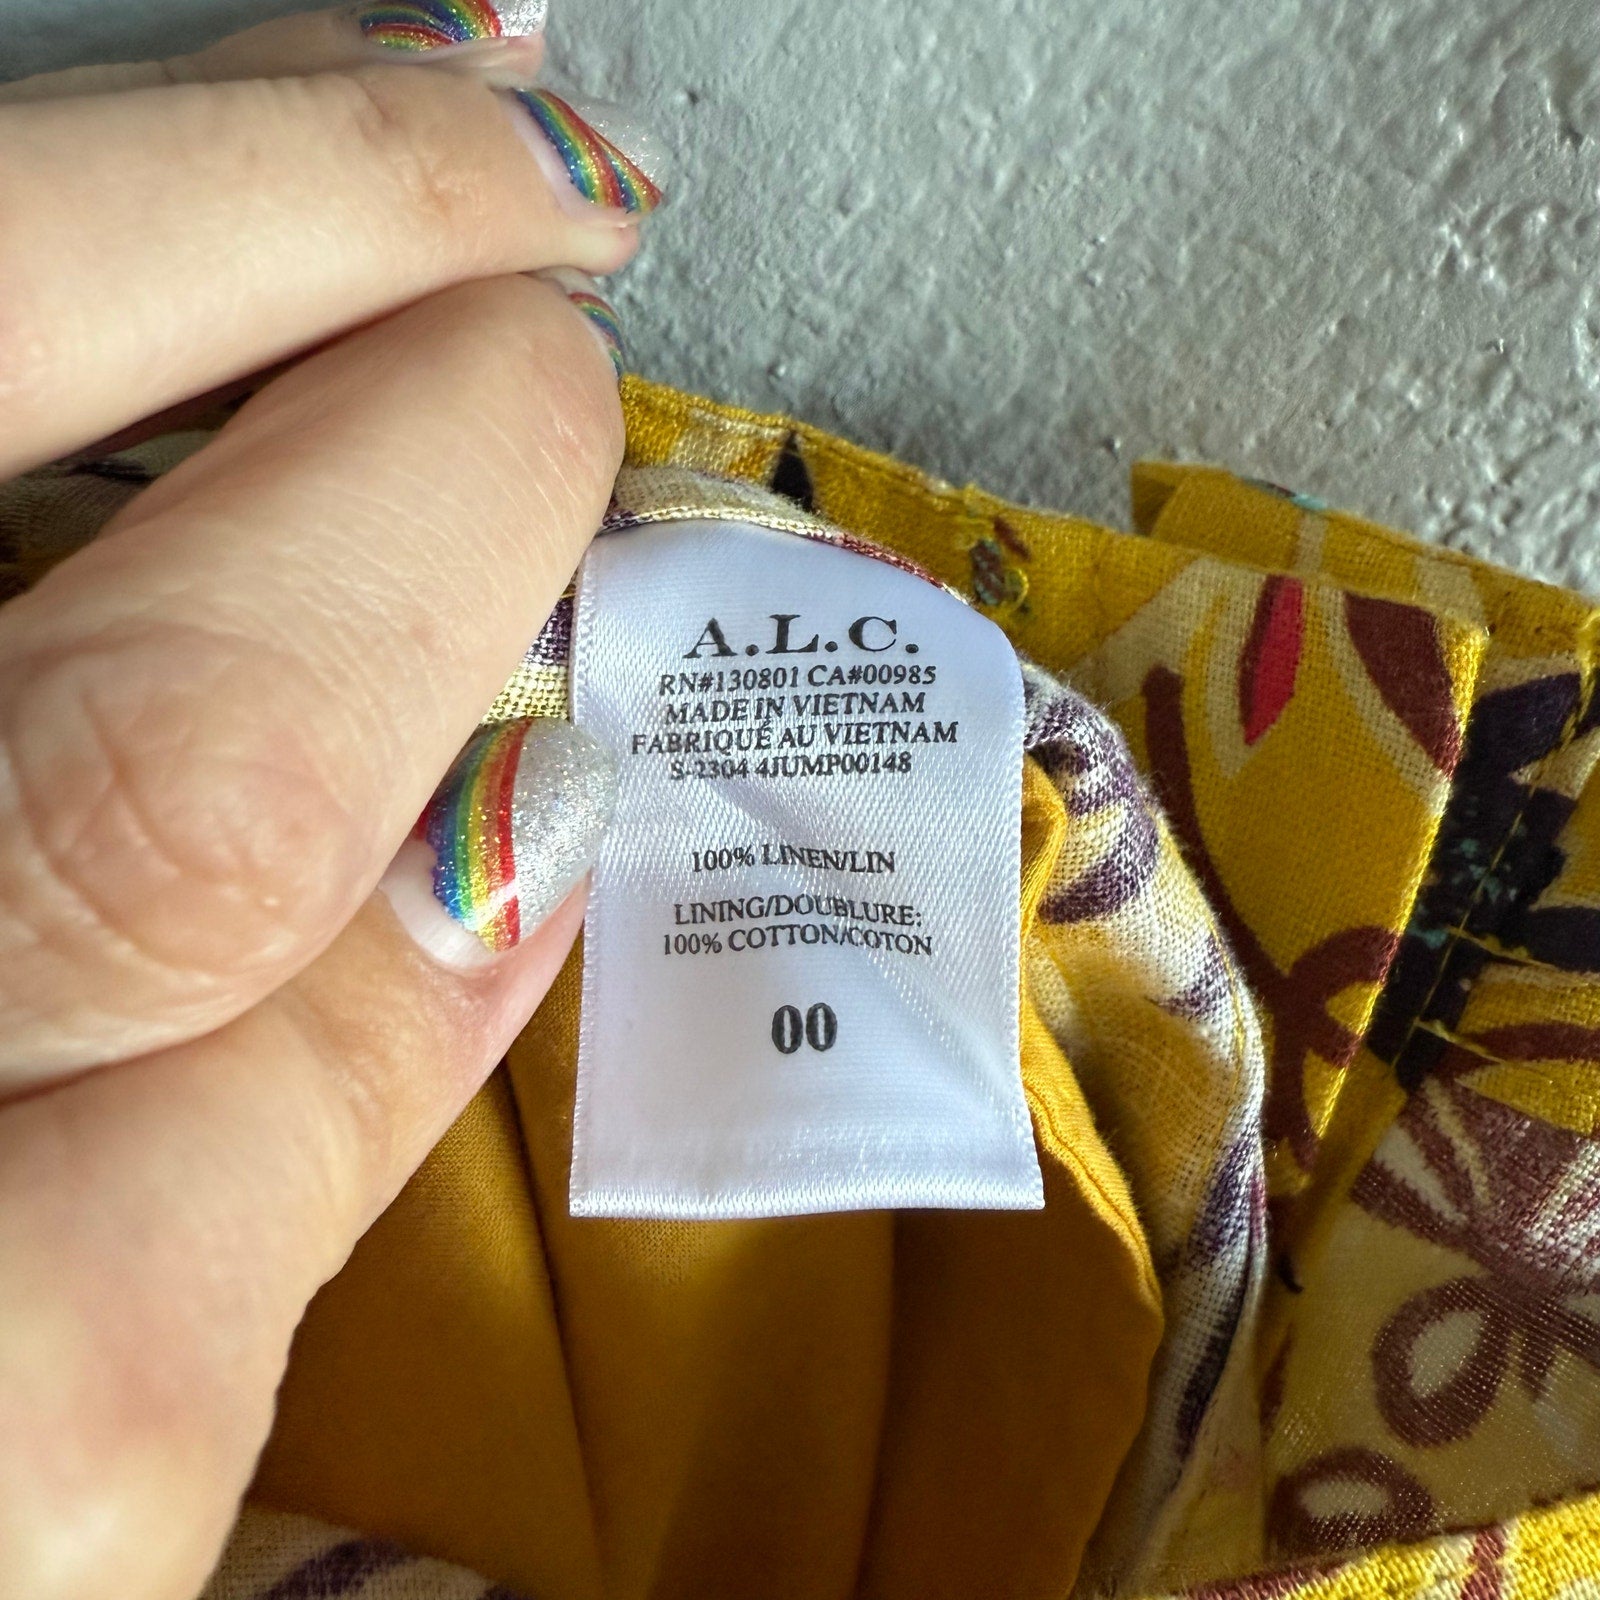 A.L.C.
RN#130801 CA#00985
MADE IN VIETNAM
FABRIQUÉ AU VIETNAM
S-2304 4JUMP00148
100% LINEN/LIN
LINING/DOUBLURE:
100% COTTON/COTON
00